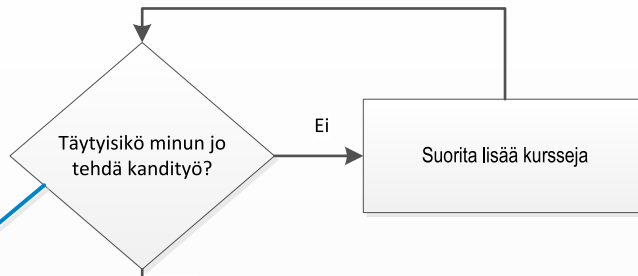 Täytyisikö minun jo
tehdä kandityö?
Ei
Suorita lisää kursseja